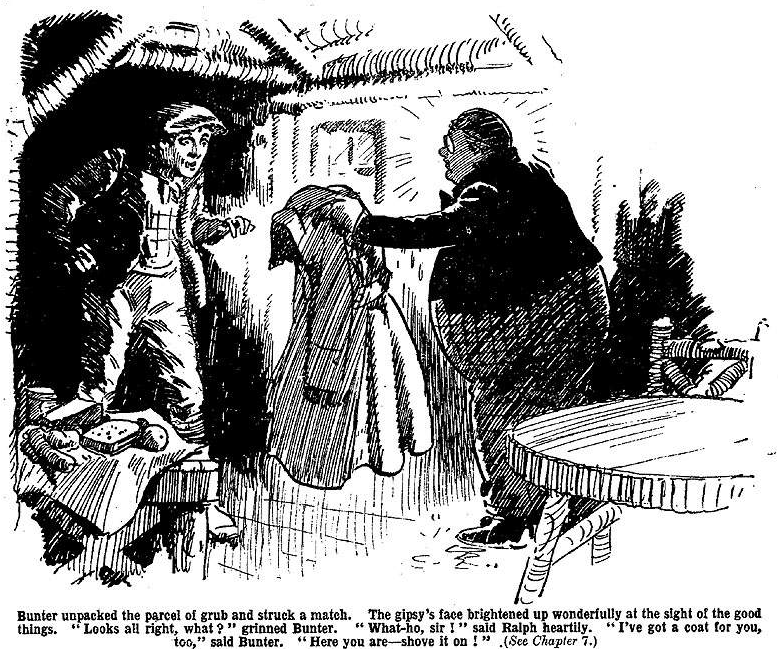 Bunter unpacked the parcel of grub and struck a match. The gipsy's face brightened up wonderfully at the sight of the good
things. "Looks all right, what?" grinned Bunter. "What-ho, sir!" said Ralph heartily. "I've got a coat for you,
too," said Bunter. "Here you are—shove it on!" (See Chapter 7.)